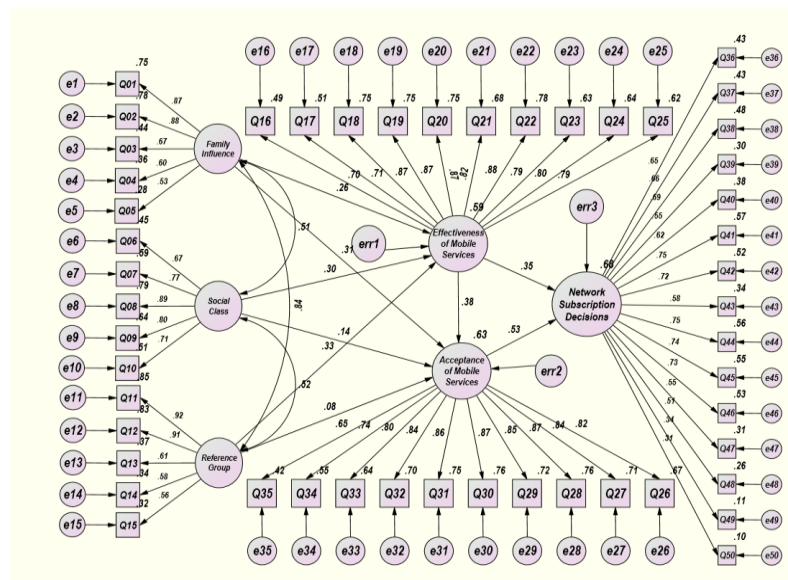 e16 e17 e18 e19 e20 e21 e22 e23 e24 e25
.49 .51 .75 .75 .75 .68 .78 .63 .64 .62
Q16 Q17 Q18 Q19 Q20 Q21 Q22 Q23 Q24 Q25
.70 .71 .87 .87 .87 .82 .88 .79 .80 .79
.75
e1 Q01 .87
.78
e2 Q02 .88
.44
e3 Q03 .67
.36
e4 Q04 .60
.28
e5 Q05 .53
Family
Influence
.45
e6 Q06 .67
.59
e7 Q07 .77
.79
e8 Q08 .89
.64
e9 Q09 .80
.51
e10 Q10 .71
Social
Class
.85
e11 Q11 .92
.83
e12 Q12 .91
.37
e13 Q13 .61
.34
e14 Q14 .58
.32
e15 Q15 .56
Reference
Group
.51
.84
.52
.26
.31
.30
.14
.33
.08
err1
.59
Effectiveness
of Mobile
Services
.38
.35
.63
Acceptance
of Mobile
Services
.53
err2
err3
.68
Network
Subscription
Decisions
.43
Q36 e36
.65
.43
Q37 e37
.66
.48
Q38 e38
.69
.30
Q39 e39
.55
.38
Q40 e40
.62
.57
Q41 e41
.75
.52
Q42 e42
.72
.34
Q43 e43
.58
.56
Q44 e44
.75
.55
Q45 e45
.74
.53
Q46 e46
.73
.31
Q47 e47
.55
.26
Q48 e48
.51
.11
Q49 e49
.34
.10
Q50 e50
.31
.65 .74 .80 .84 .86 .87 .85 .87 .84 .82
.42 .55 .64 .70 .75 .76 .72 .76 .71 .67
Q35 Q34 Q33 Q32 Q31 Q30 Q29 Q28 Q27 Q26
e35 e34 e33 e32 e31 e30 e29 e28 e27 e26